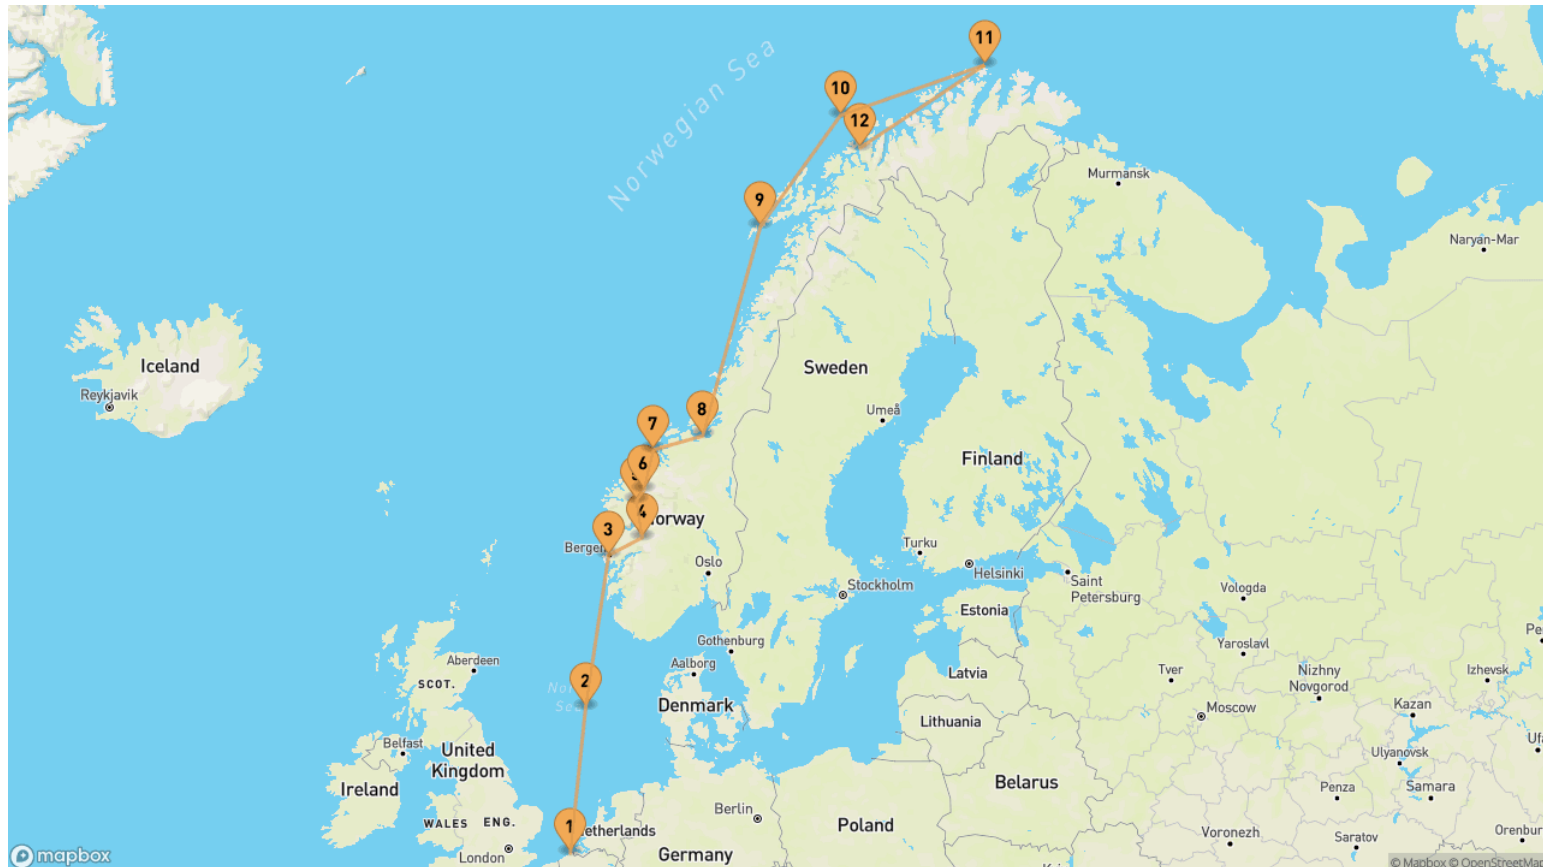 11
10
12
Norwegian Sea
Murmansk
9
Naryan-Mar
Iceland
Reykjavik
Sweden
8
Umeå
7
6
Finland
4
Norway
3
Bergen
Oslo
Turku
Helsinki
Saint
Petersburg
Stockholm
Vologda
Estonia
Gothenburg
Yaroslavl
Aberdeen
Aalborg
SCOT.
2
Latvia
Tver
Nizhny
Novgorod
Izhevsk
Denmark
Moscow
Kazan
Lithuania
Belfast
United
Kingdom
Ulyanovsk
Ireland
Belarus
Penza
Samara
Berlin
1
Netherlands
WALES
ENG.
Poland
Voronezh
Saratov
Orenbur
London
Germany
mapbox
© Mapbox © OpenStreetMap